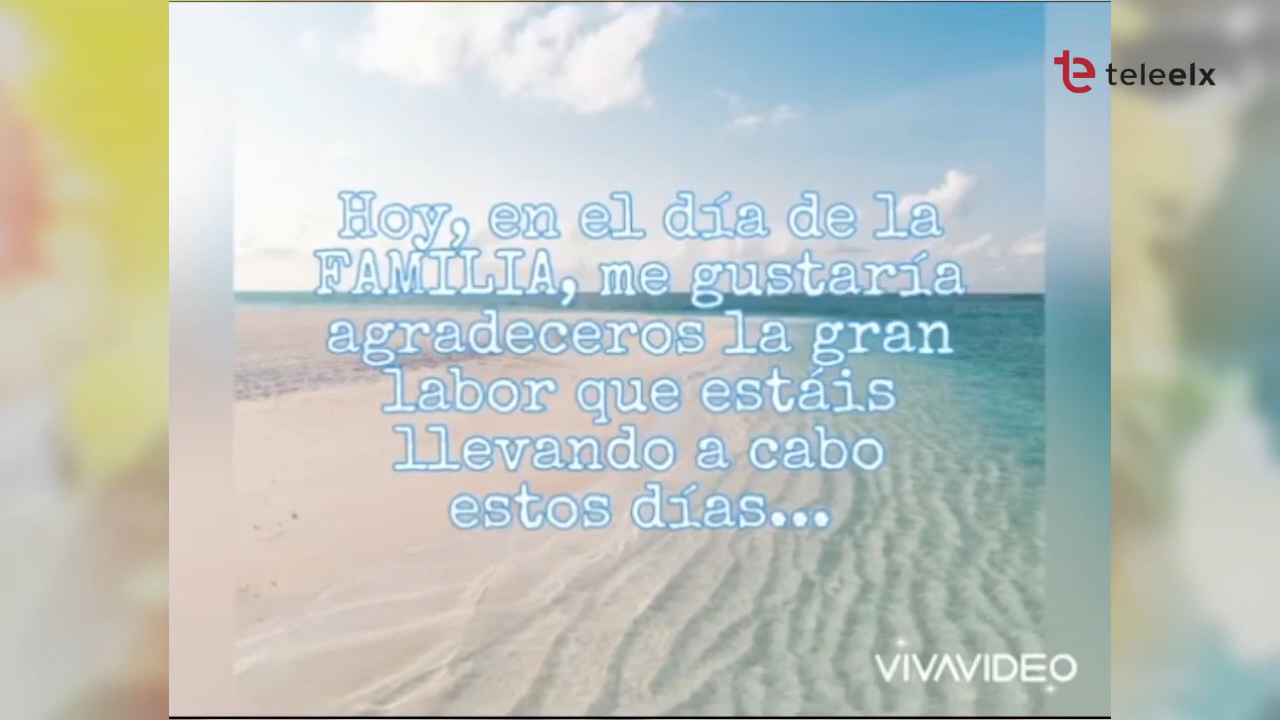 teleelx
Hoy, en el día de la
FAMILIA, me gustaría
agradeceros la gran
labor que estáis
llevando a cabo
estos días...
VIVAVIDEO